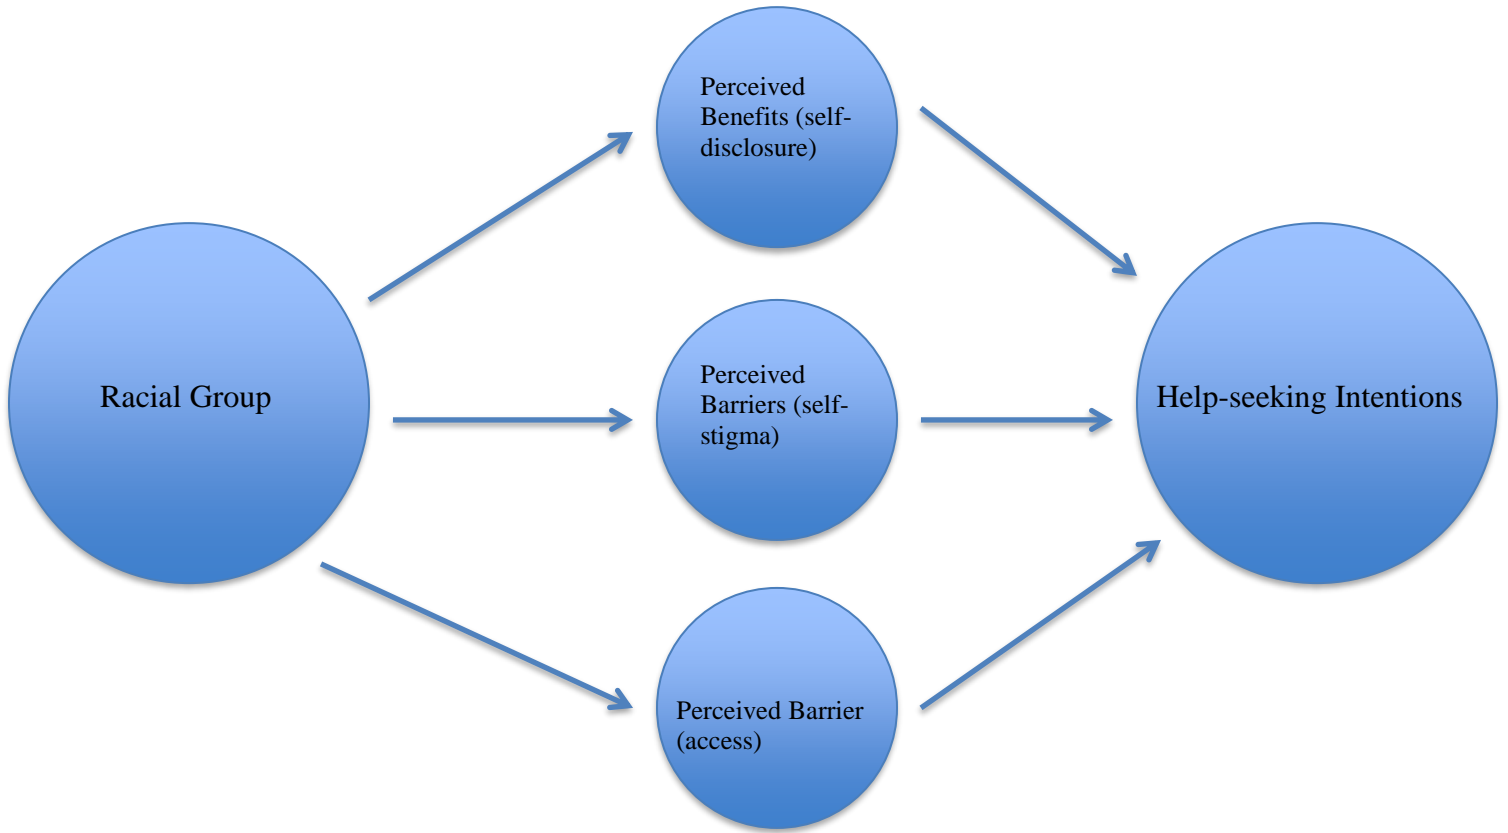 Racial Group
Perceived
Benefits (self-
disclosure)
Perceived
Barriers (self-
stigma)
Perceived Barrier
(access)
Help-seeking Intentions